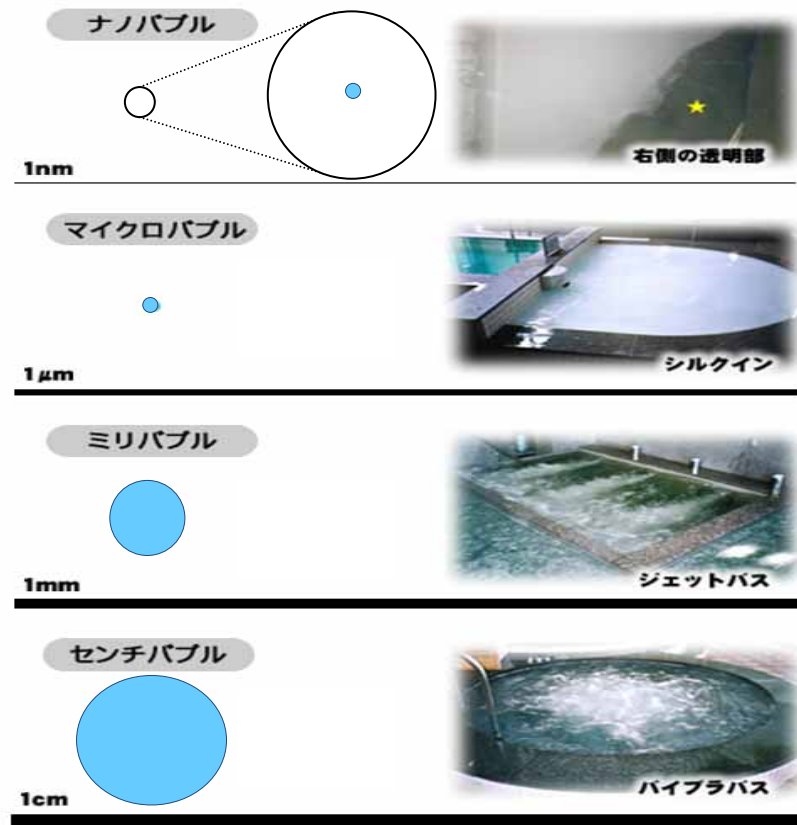 ナノバブル
右側の透明部
1nm
マイクロバブル
シルクイン
1μm
ミリバブル
ジェットバス
1mm
センチバブル
バイブラバス
1cm